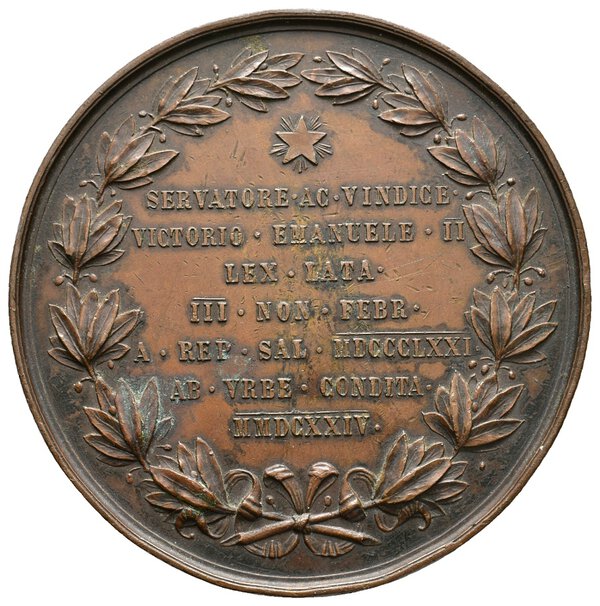 SERVATORE · AC · VINDICE ·
VICTORIO · EMANUELE · II
LEX · LATA ·
III · NON · FEBR ·
A · REP · SAL · MDCCCLXXI
AB · VRBE · CONDITA ·
MMDCXXIV ·